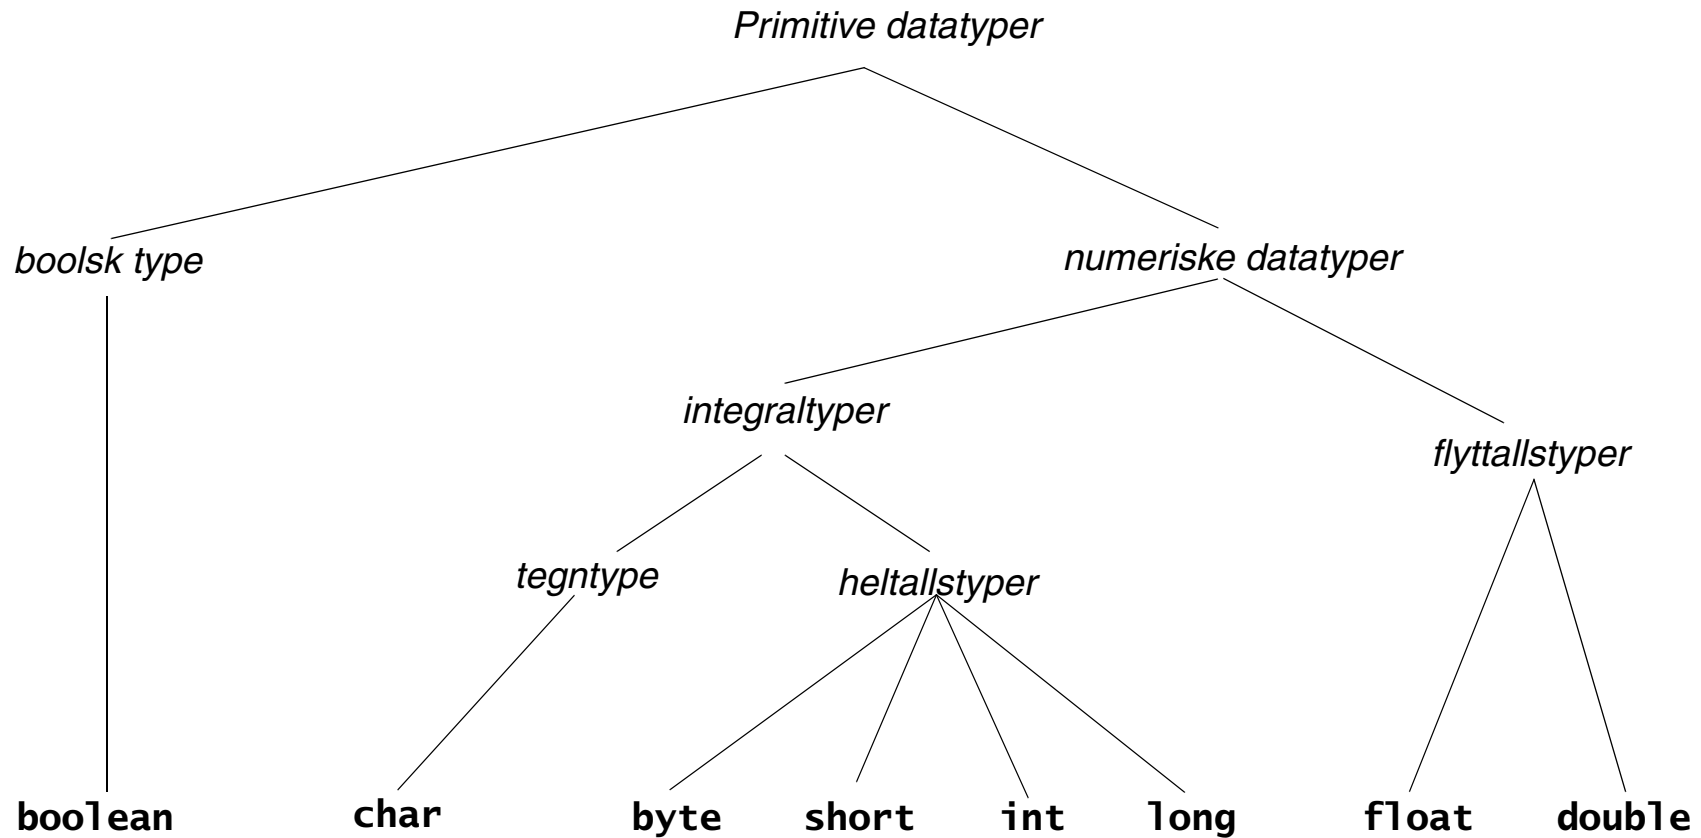 Primitive datatyper
boolsk type
numeriske datatyper
integraltyper
flyttallstyper
tegntype
heltallstyper
boolean char byte short int long float double